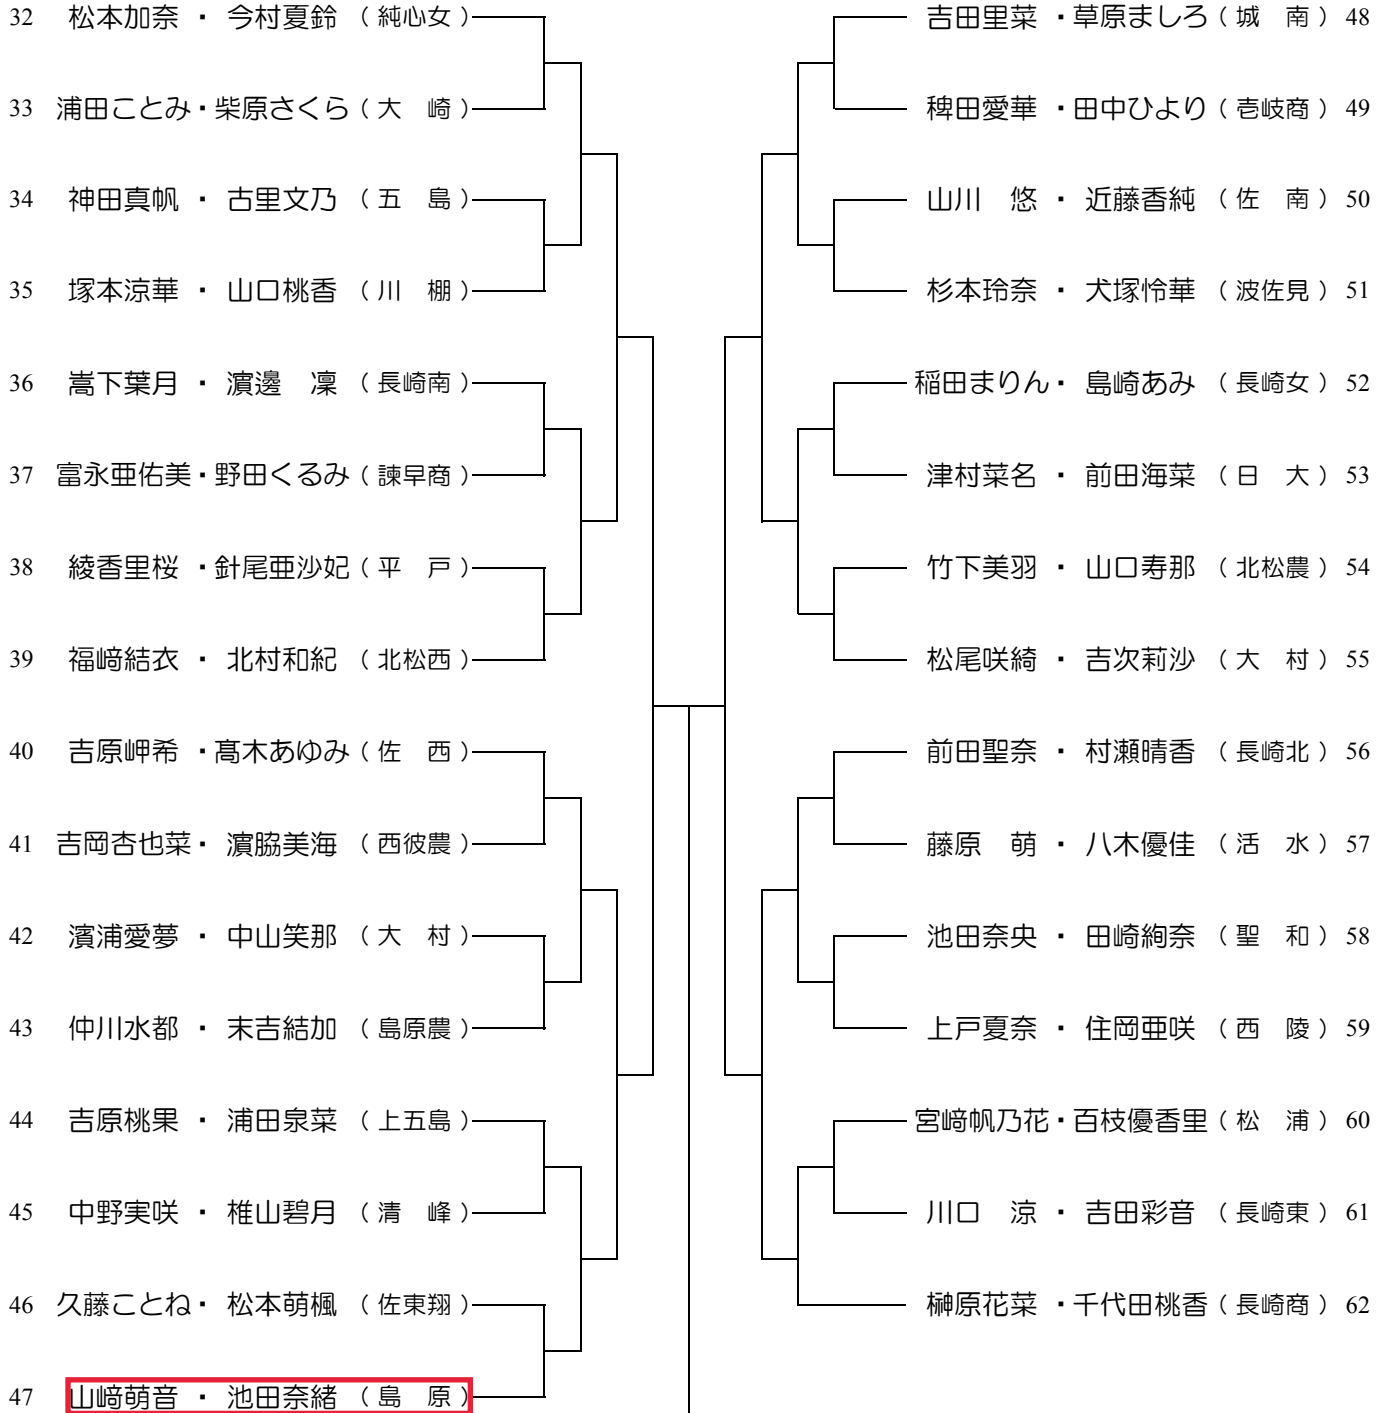 32 松本加奈 ・ 今村夏鈴 （純心女）
33 浦田ことみ・柴原さくら（大　崎）
34 神田真帆 ・ 古里文乃 （五　島）
35 塚本涼華 ・ 山口桃香 （川　棚）
36 嵩下葉月 ・ 濵邊　凜 （長崎南）
37 富永亜佑美・野田くるみ（諫早商）
38 綾香里桜 ・針尾亜沙妃（平　戸）
39 福﨑結衣 ・ 北村和紀 （北松西）
40 吉原岬希 ・髙木あゆみ（佐　西）
41 吉岡杏也菜・ 濵脇美海 （西彼農）
42 濵浦愛夢 ・ 中山笑那 （大　村）
43 仲川水都 ・ 末吉結加 （島原農）
44 吉原桃果 ・ 浦田泉菜 （上五島）
45 中野実咲 ・ 椎山碧月 （清　峰）
46 久藤ことね・ 松本萌楓 （佐東翔）
47 山﨑萌音 ・ 池田奈緒 （島　原）
吉田里菜 ・草原ましろ（城　南）48
稗田愛華 ・田中ひより（壱岐商）49
山川　悠 ・ 近藤香純 （佐　南）50
杉本玲奈 ・ 犬塚怜華 （波佐見）51
稲田まりん・ 島崎あみ （長崎女）52
津村菜名 ・ 前田海菜 （日　大）53
竹下美羽 ・ 山口寿那 （北松農）54
松尾咲綺 ・ 吉次莉沙 （大　村）55
前田聖奈 ・ 村瀬晴香 （長崎北）56
藤原　萌 ・ 八木優佳 （活　水）57
池田奈央 ・ 田崎絢奈 （聖　和）58
上戸夏奈 ・ 住岡亜咲 （西　陵）59
宮﨑帆乃花・百枝優香里（松　浦）60
川口　涼 ・ 吉田彩音 （長崎東）61
榊原花菜 ・千代田桃香（長崎商）62